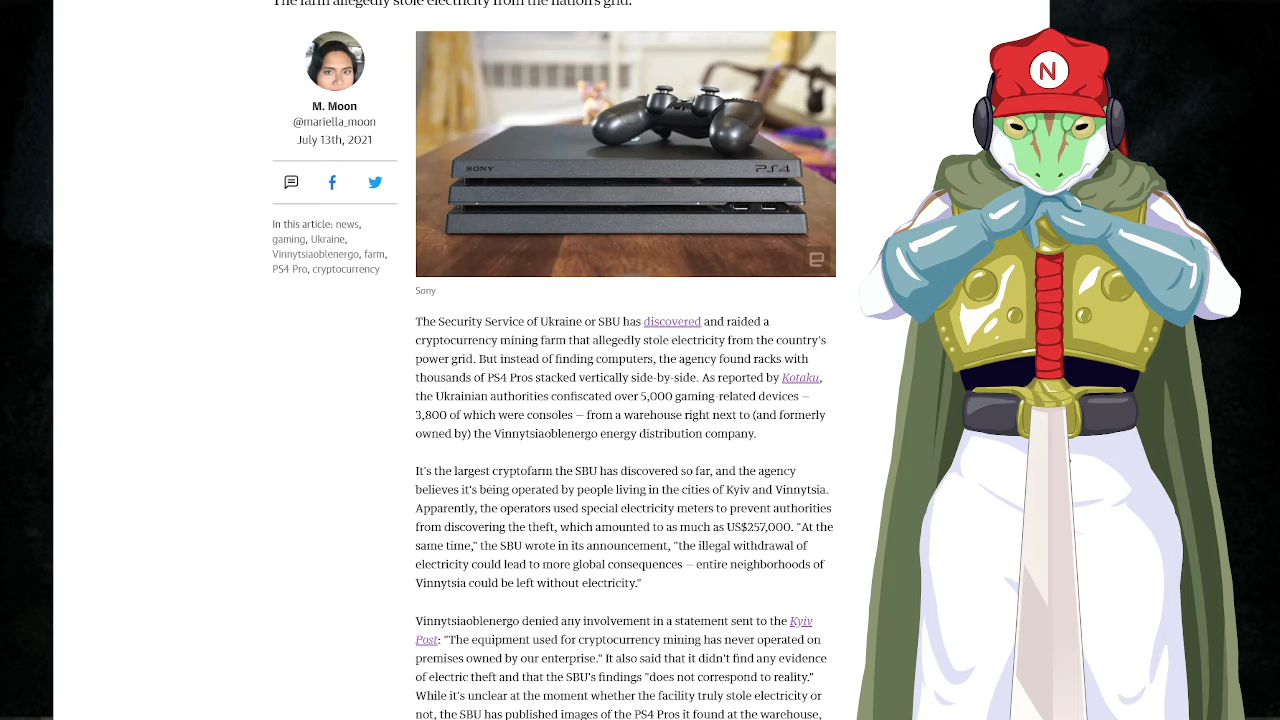 The farm allegedly stole electricity from the nation's grid.
M. Moon
@mariella_moon
July 13th, 2021
In this article: news,
gaming, Ukraine,
Vinnytsiaoblenergo, farm,
PS4 Pro, cryptocurrency
SONY
PS4
e
Sony
The Security Service of Ukraine or SBU has discovered and raided a
cryptocurrency mining farm that allegedly stole electricity from the country's
power grid. But instead of finding computers, the agency found racks with
thousands of PS4 Pros stacked vertically side-by-side. As reported by Kotaku,
the Ukrainian authorities confiscated over 5,000 gaming-related devices —
3,800 of which were consoles — from a warehouse right next to (and formerly
owned by) the Vinnytsiaoblenergo energy distribution company.
It's the largest cryptofarm the SBU has discovered so far, and the agency
believes it's being operated by people living in the cities of Kyiv and Vinnytsia.
Apparently, the operators used special electricity meters to prevent authorities
from discovering the theft, which amounted to as much as US$257,000. "At the
same time," the SBU wrote in its announcement, "the illegal withdrawal of
electricity could lead to more global consequences — entire neighborhoods of
Vinnytsia could be left without electricity."
Vinnytsiaoblenergo denied any involvement in a statement sent to the Kyiv
Post: "The equipment used for cryptocurrency mining has never operated on
premises owned by our enterprise." It also said that it didn't find any evidence
of electric theft and that the SBU's findings "does not correspond to reality."
While it's unclear at the moment whether the facility truly stole electricity or
not, the SBU has published images of the PS4 Pros it found at the warehouse,
N